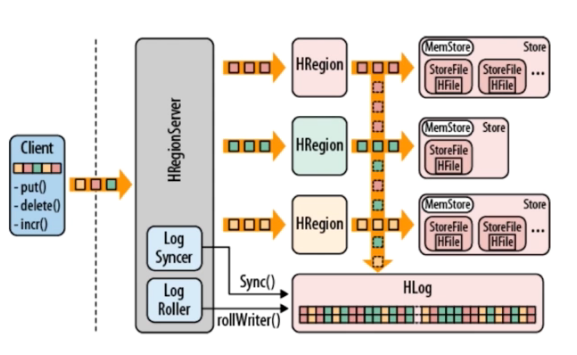 Client
- put()
- delete()
- incr()
HRegionServer
Log
Syncer
Log
Roller
Sync()
rollWriter()
HRegion
MemStore
Store
StoreFile
HFile
StoreFile
HFile
...
HRegion
MemStore
Store
StoreFile
HFile
HRegion
MemStore
Store
StoreFile
HFile
StoreFile
HFile
...
HLog